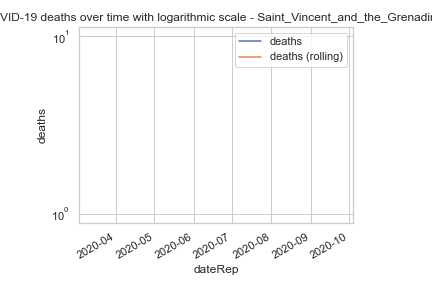 VID-19 deaths over time with logarithmic scale - Saint_Vincent_and_the_Grenadin
10¹
deaths
deaths (rolling)
deaths
10⁰
2020-04
2020-05
2020-06
2020-07
2020-08
2020-09
2020-10
dateRep